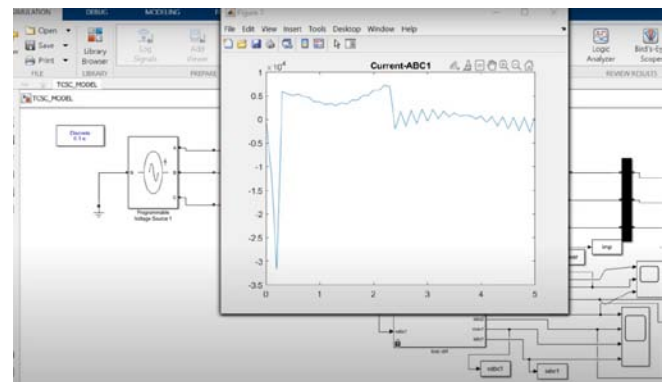 SIMULATION DEBUG MODELING
Open
Save
Print
Library
Browser
Log
Signals
Add
Viewer
Logic
Analyzer
Bird's-Ey
Scope
FILE LIBRARY PREPARE REVIEW RESULTS
TCSC_MODEL
TCSC_MODEL
Figure 1
File Edit View Insert Tools Desktop Window Help
×10⁴
Current-ABC1
1
0.5
0
-0.5
-1
-1.5
-2
-2.5
-3
-3.5
0 1 2 3 4 5
Discrete
A
B
C
N
Programmable
Voltage Source 1
Imp
vabc1
iabc1